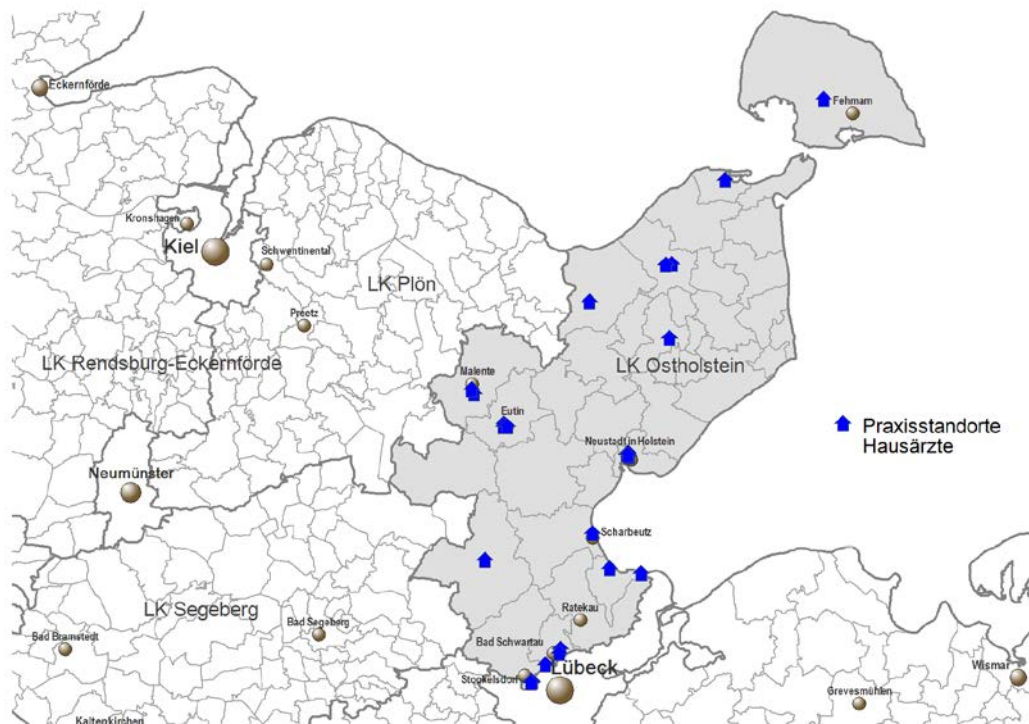 Eckernförde
Fehmarn
Kronshagen
Kiel
Schwentinental
LK Plön
Preetz
LK Rendsburg-Eckernförde
LK Ostholstein
Malente
Eutin
Praxisstandorte
Hausärzte
Neustadt in Holstein
Neumünster
Scharbeutz
LK Segeberg
Ratekau
Bad Segeberg
Bad Bramstedt
Bad Schwartau
Lübeck
Wismar
Stockelsdorf
Grevesmühlen
Kaltenkirchen